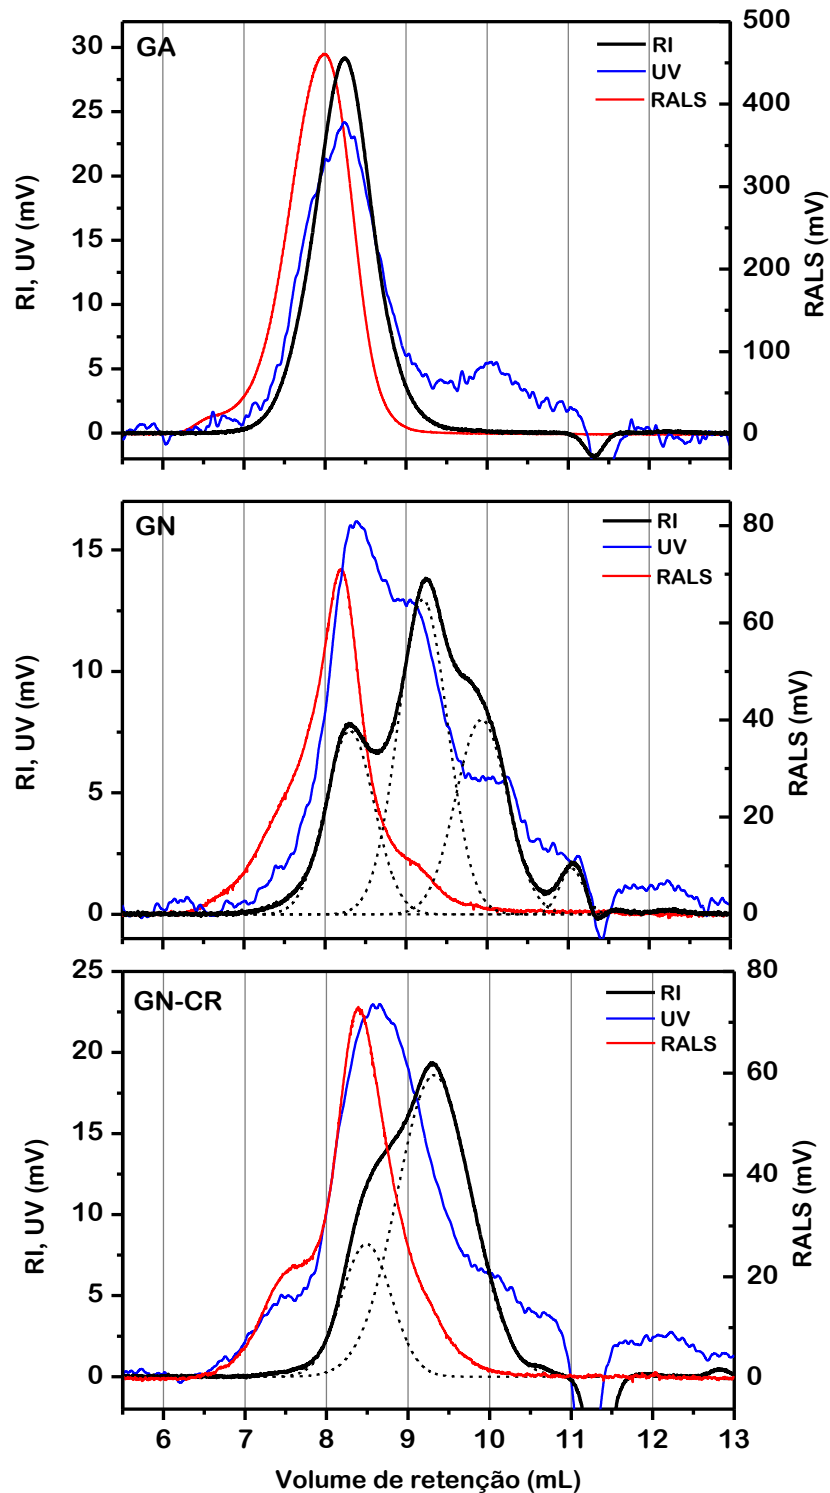 GA
RI
UV
RALS
RI, UV (mV)
30
25
20
15
10
5
0
RALS (mV)
500
400
300
200
100
0
GN
RI
UV
RALS
RI, UV (mV)
15
10
5
0
RALS (mV)
80
60
40
20
0
GN-CR
RI
UV
RALS
RI, UV (mV)
25
20
15
10
5
0
RALS (mV)
80
60
40
20
0
6 7 8 9 10 11 12 13
Volume de retenção (mL)